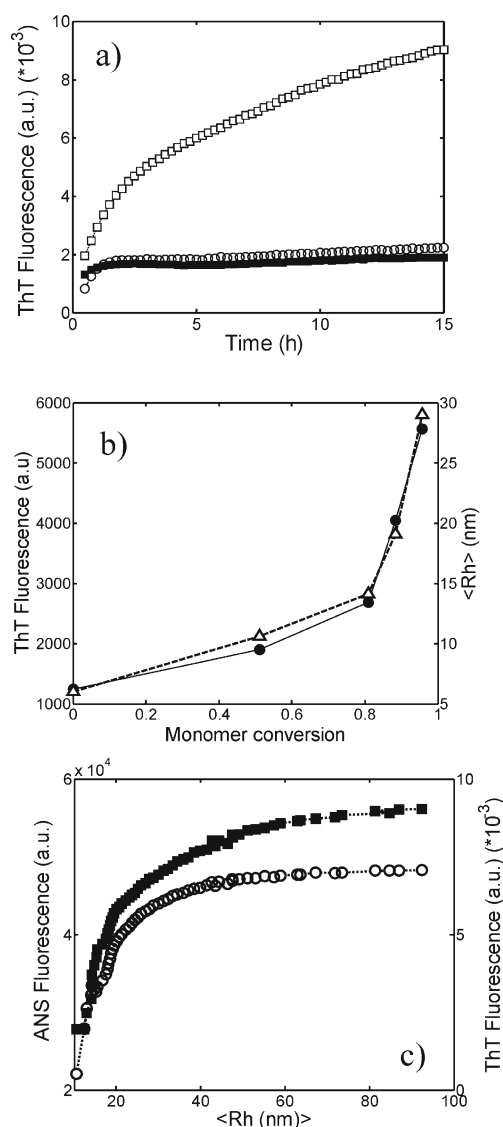 a)
ThT Fluorescence (a.u.) (*10⁻³)
10
8
6
4
2
0
0 5 10 15
Time (h)
b)
ThT Fluorescence (a.u)
6000
5000
4000
3000
2000
1000
<Rh> (nm)
30
25
20
15
10
5
0 0.2 0.4 0.6 0.8 1
Monomer conversion
x 10⁴
ANS Fluorescence (a.u.)
6
4
2
ThT Fluorescence (a.u.) (*10⁻³)
10
5
0
c)
20 40 60 80 100
<Rh (nm)>